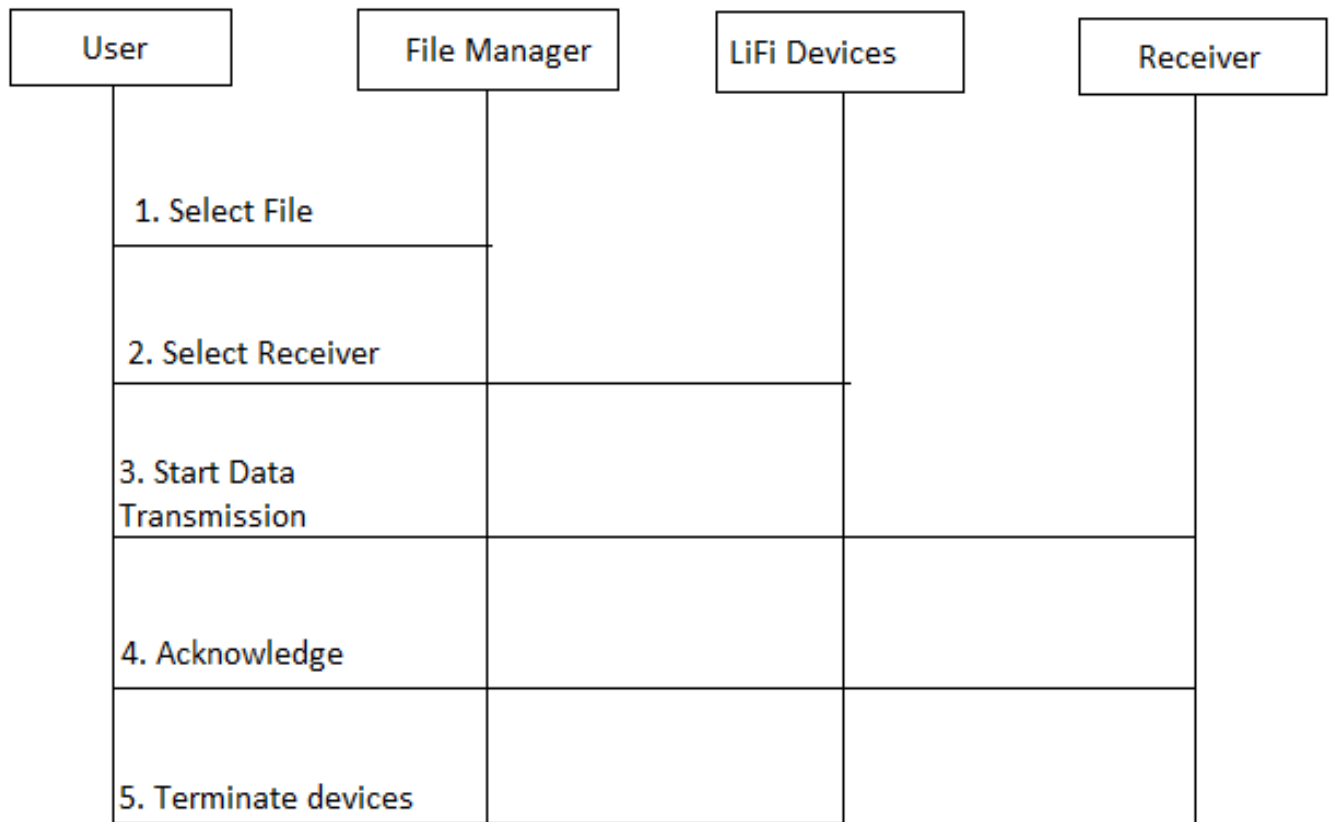 User
File Manager
LiFi Devices
Receiver
1. Select File
2. Select Receiver
3. Start Data
Transmission
4. Acknowledge
5. Terminate devices